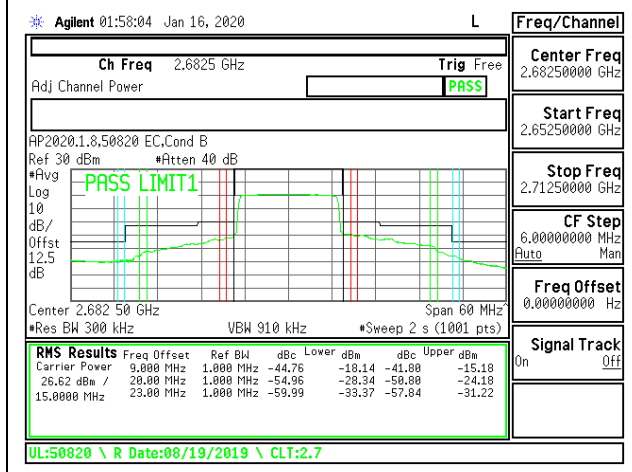 Agilent 01:58:04 Jan 16, 2020 L
Ch Freq 2.6825 GHz Trig Free
Adj Channel Power PASS
AP2020.1.8,50820 EC,Cond B
Ref 30 dBm #Atten 40 dB
#Avg
Log
10
dB/
Offst
12.5
dB
PASS LIMIT1
Center 2.682 50 GHz Span 60 MHz^
#Res BW 300 kHz VBW 910 kHz #Sweep 2 s (1001 pts)
RMS Results Freq Offset Ref BW dBc Lower dBm dBc Upper dBm
Carrier Power 9.000 MHz 1.000 MHz -44.76 -18.14 -41.80 -15.18
26.62 dBm / 20.00 MHz 1.000 MHz -54.96 -28.34 -50.80 -24.18
15.0000 MHz 23.00 MHz 1.000 MHz -59.99 -33.37 -57.84 -31.22
UL:50820 \ R Date:08/19/2019 \ CLT:2.7
Freq/Channel
Center Freq
2.68250000 GHz
Start Freq
2.65250000 GHz
Stop Freq
2.71250000 GHz
CF Step
6.00000000 MHz
Auto Man
Freq Offset
0.00000000 Hz
Signal Track
On Off